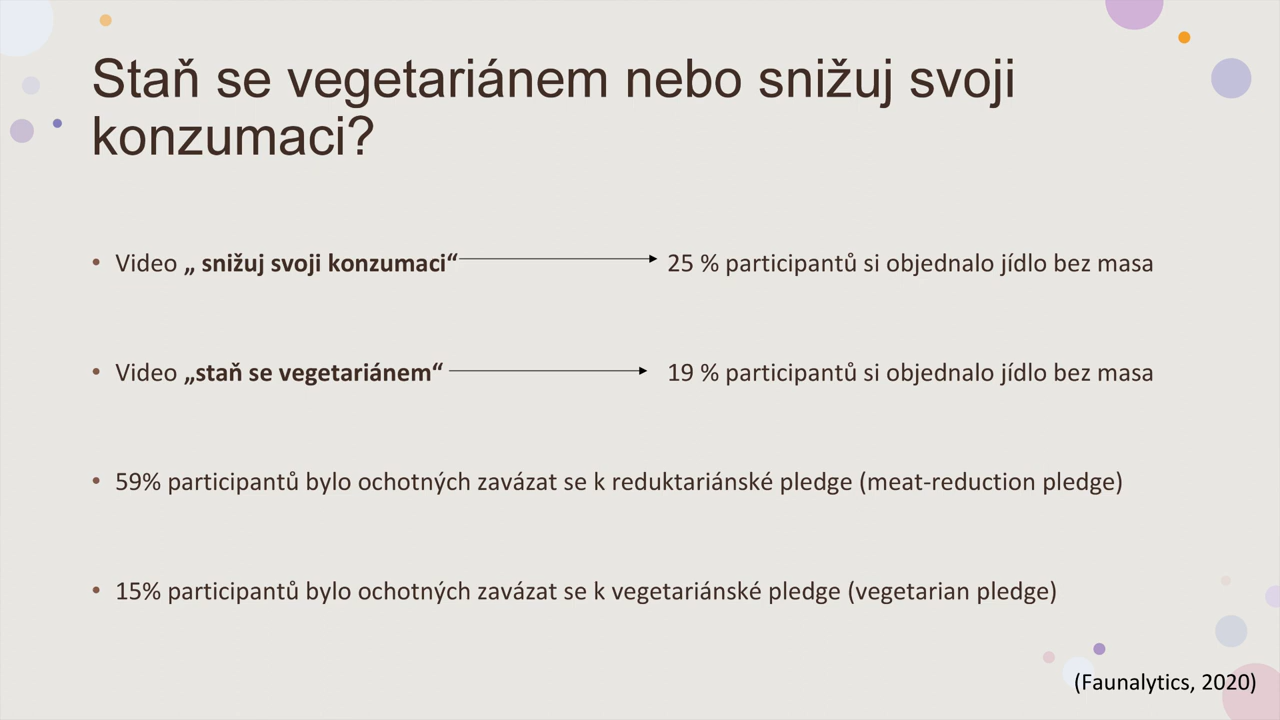 Staň se vegetariánem nebo snižuj svoji
konzumaci?
• Video „ snižuj svoji konzumaci“ 25 % participantů si objednalo jídlo bez masa
• Video „staň se vegetariánem“ 19 % participantů si objednalo jídlo bez masa
• 59% participantů bylo ochotných zavázat se k reduktariánské pledge (meat-reduction pledge)
• 15% participantů bylo ochotných zavázat se k vegetariánské pledge (vegetarian pledge)
(Faunalytics, 2020)